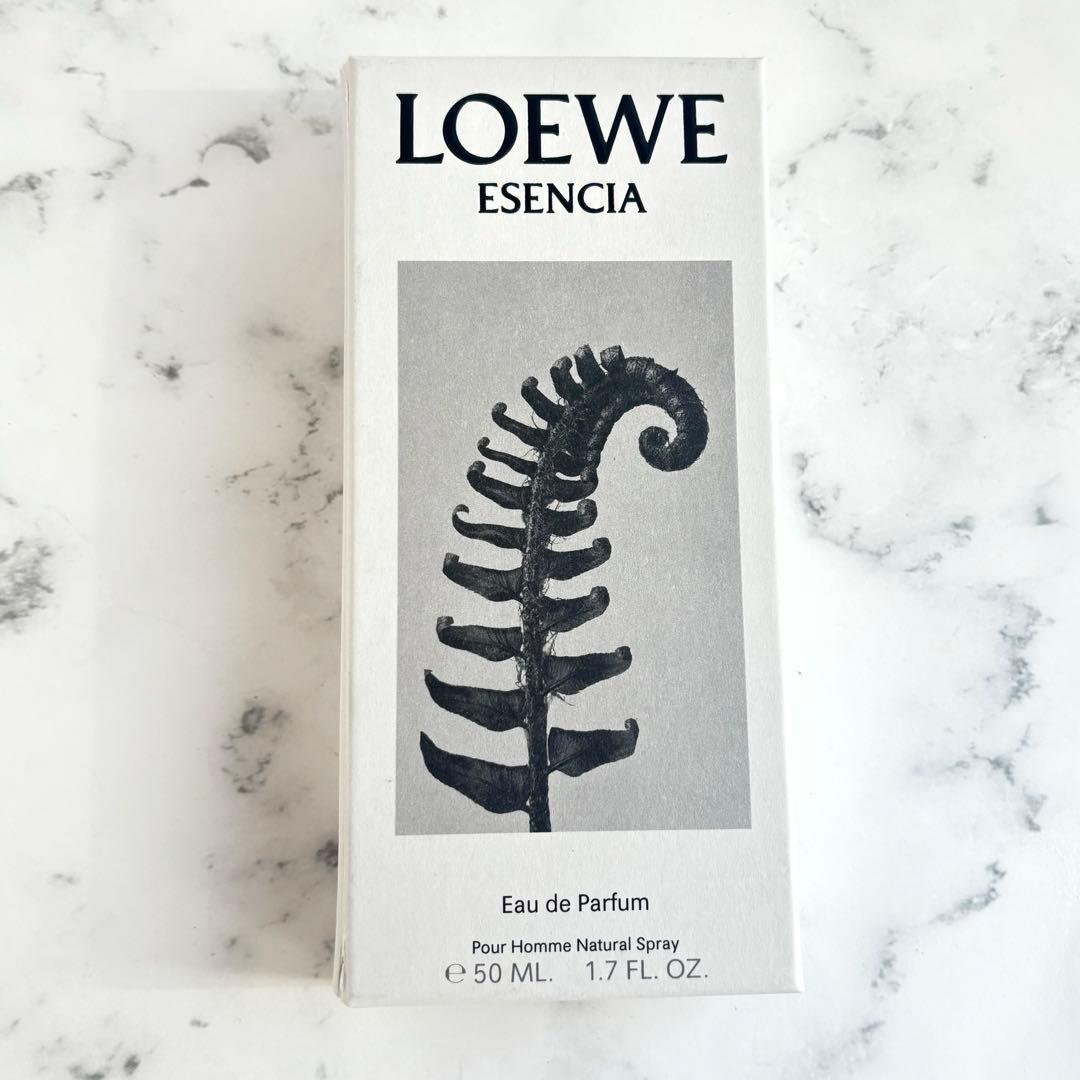 LOEWE
ESENCIA
Eau de Parfum
Pour Homme Natural Spray
℮ 50 ML. 1.7 FL. OZ.